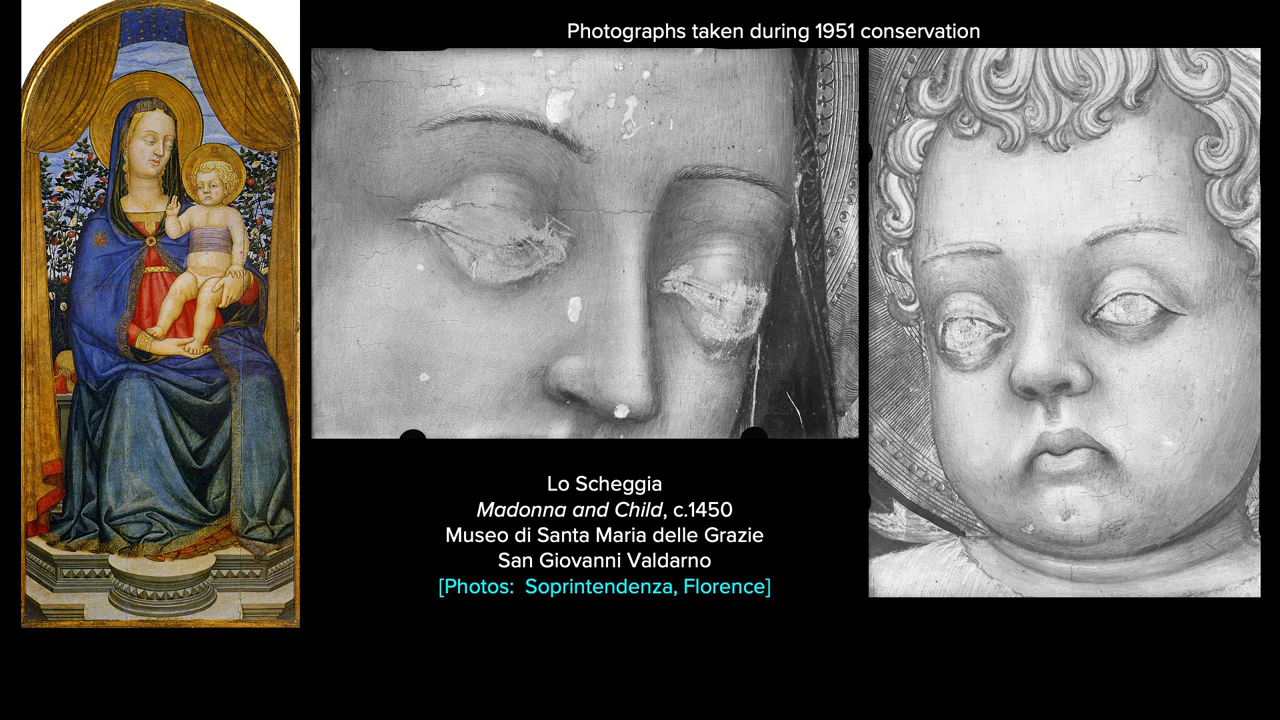 Photographs taken during 1951 conservation
Lo Scheggia
Madonna and Child, c.1450
Museo di Santa Maria delle Grazie
San Giovanni Valdarno
[Photos:  Soprintendenza, Florence]